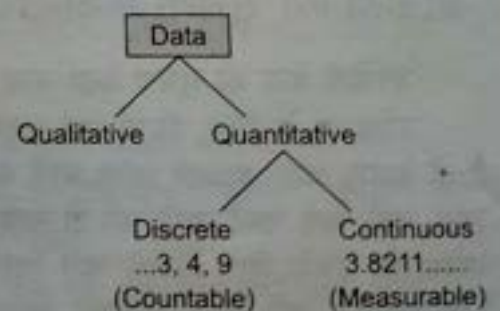 Data
Qualitative Quantitative
Discrete Continuous
...3, 4, 9 3.8211......
(Countable) (Measurable)